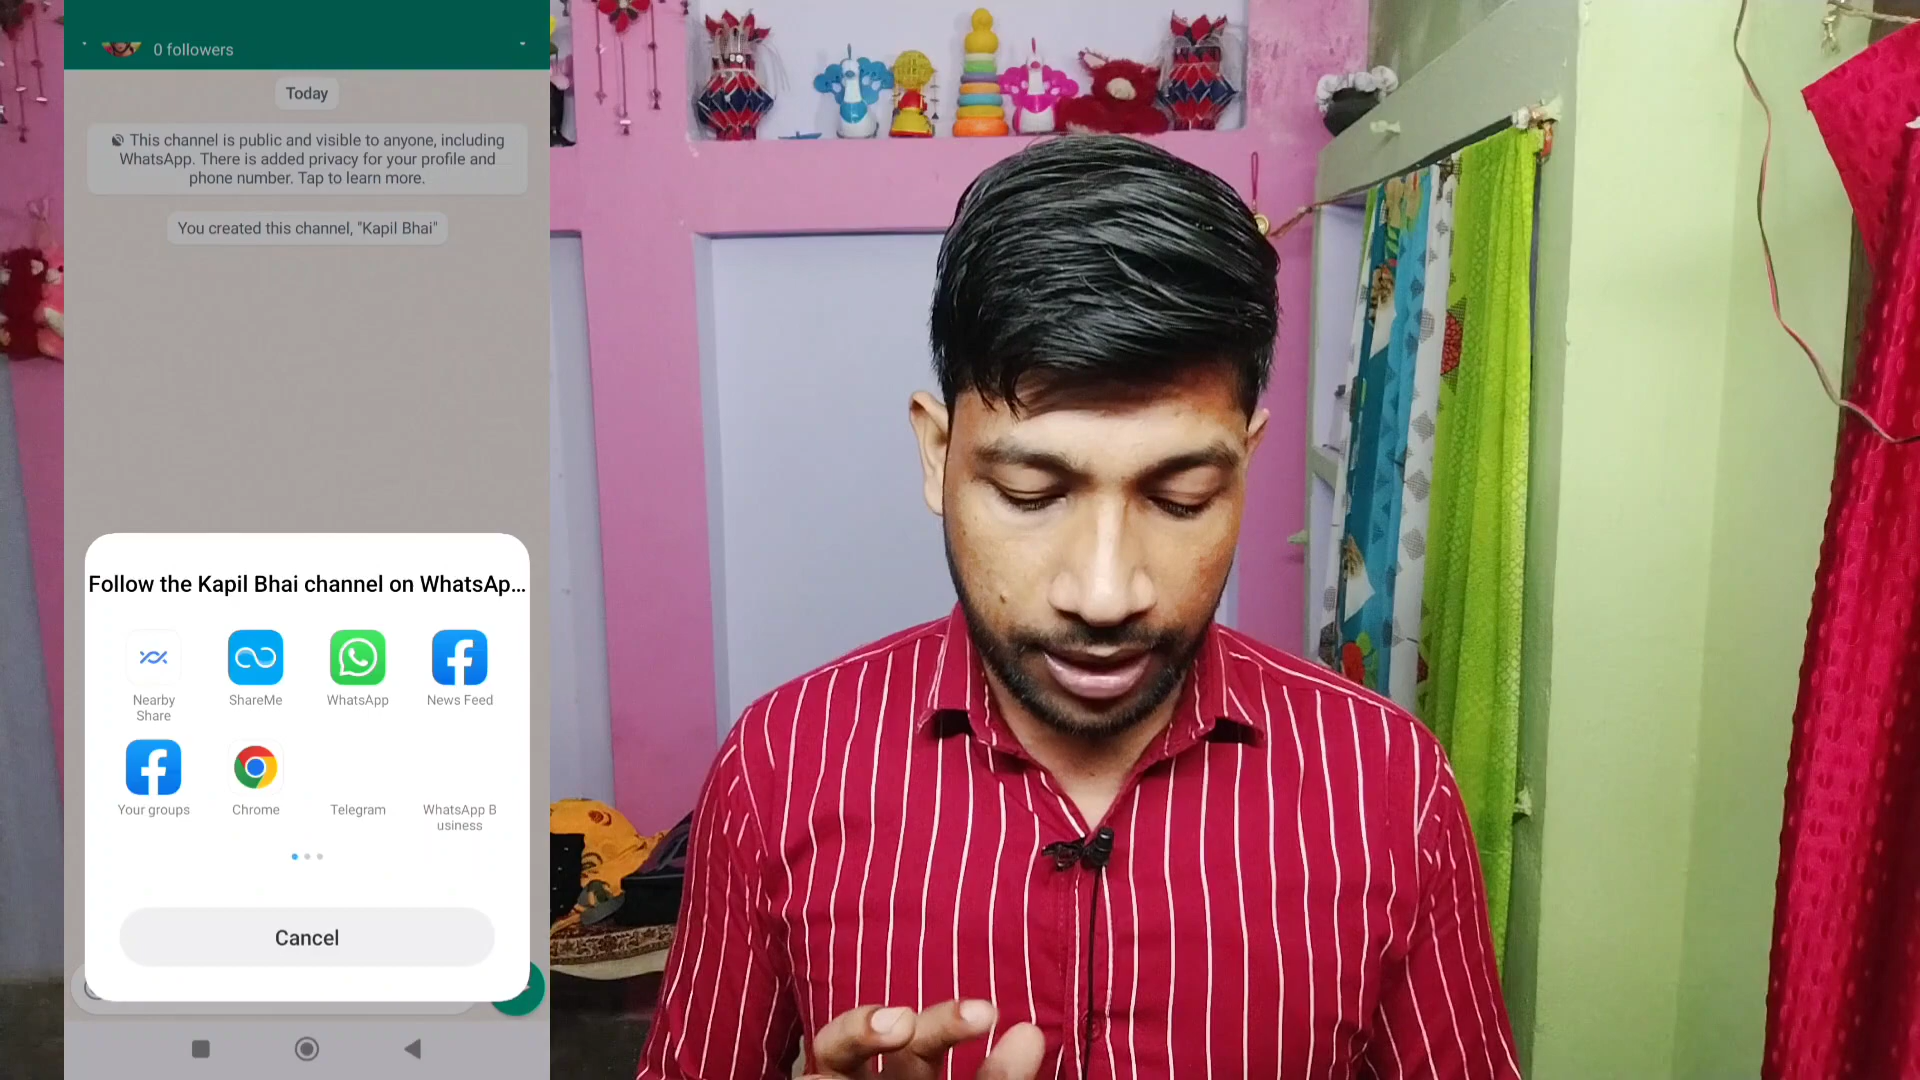 0 followers
Today
This channel is public and visible to anyone, including
WhatsApp. There is added privacy for your profile and
phone number. Tap to learn more.
You created this channel, "Kapil Bhai"
Follow the Kapil Bhai channel on WhatsAp...
Nearby
Share
ShareMe
WhatsApp
News Feed
Your groups
Chrome
Telegram
WhatsApp B
usiness
Cancel